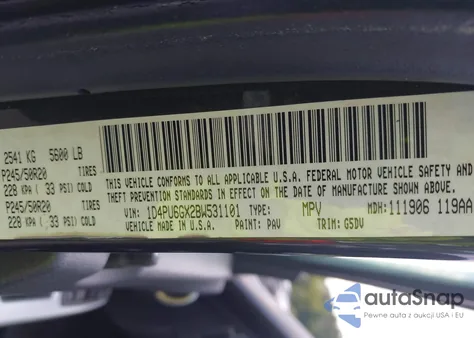 2541 KG 5600 LB
P245/50R20 TIRES
228 KPA ( 33 PSI) COLD
P245/50R20 TIRES
228 KPA ( 33 PSI) COLD
THIS VEHICLE CONFORMS TO ALL APPLICABLE U.S.A. FEDERAL MOTOR VEHICLE SAFETY AND
THEFT PREVENTION STANDARDS IN EFFECT ON THE DATE OF MANUFACTURE SHOWN ABOVE.
VIN: 1D4PU6GX2BW531101 TYPE: MPV MDH: 111906 119AA
VEHICLE MADE IN U.S.A. PAINT: PAV TRIM: G5DV
autoSnap
Pewne auta z aukcji USA i EU